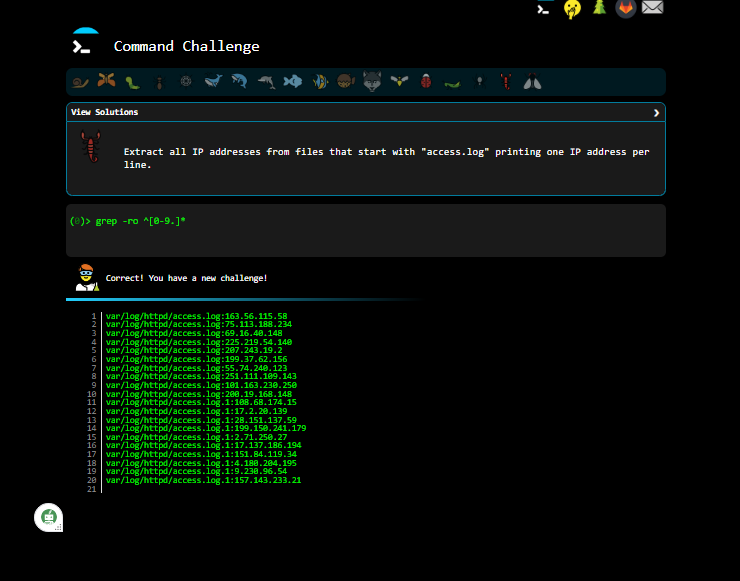 Command Challenge
View Solutions
Extract all IP addresses from files that start with "access.log" printing one IP address per
line.
(0)> grep -ro ^[0-9.]*
Correct! You have a new challenge!
1 var/log/httpd/access.log:163.56.115.58
2 var/log/httpd/access.log:75.113.188.234
3 var/log/httpd/access.log:69.16.40.148
4 var/log/httpd/access.log:225.219.54.140
5 var/log/httpd/access.log:207.243.19.2
6 var/log/httpd/access.log:199.37.62.156
7 var/log/httpd/access.log:55.74.240.123
8 var/log/httpd/access.log:251.111.109.143
9 var/log/httpd/access.log:101.163.230.250
10 var/log/httpd/access.log:200.19.168.148
11 var/log/httpd/access.log.1:108.68.174.15
12 var/log/httpd/access.log.1:17.2.20.139
13 var/log/httpd/access.log.1:28.151.137.59
14 var/log/httpd/access.log.1:199.150.241.179
15 var/log/httpd/access.log.1:2.71.250.27
16 var/log/httpd/access.log.1:17.137.186.194
17 var/log/httpd/access.log.1:151.84.119.34
18 var/log/httpd/access.log.1:4.180.204.195
19 var/log/httpd/access.log.1:9.230.96.54
20 var/log/httpd/access.log.1:157.143.233.21
21